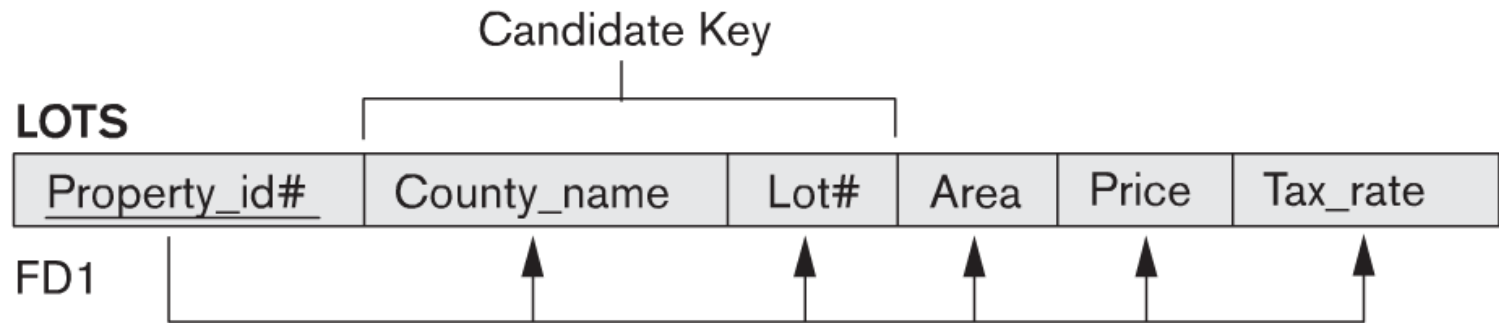 Candidate Key
LOTS
Property_id# County_name Lot# Area Price Tax_rate
FD1